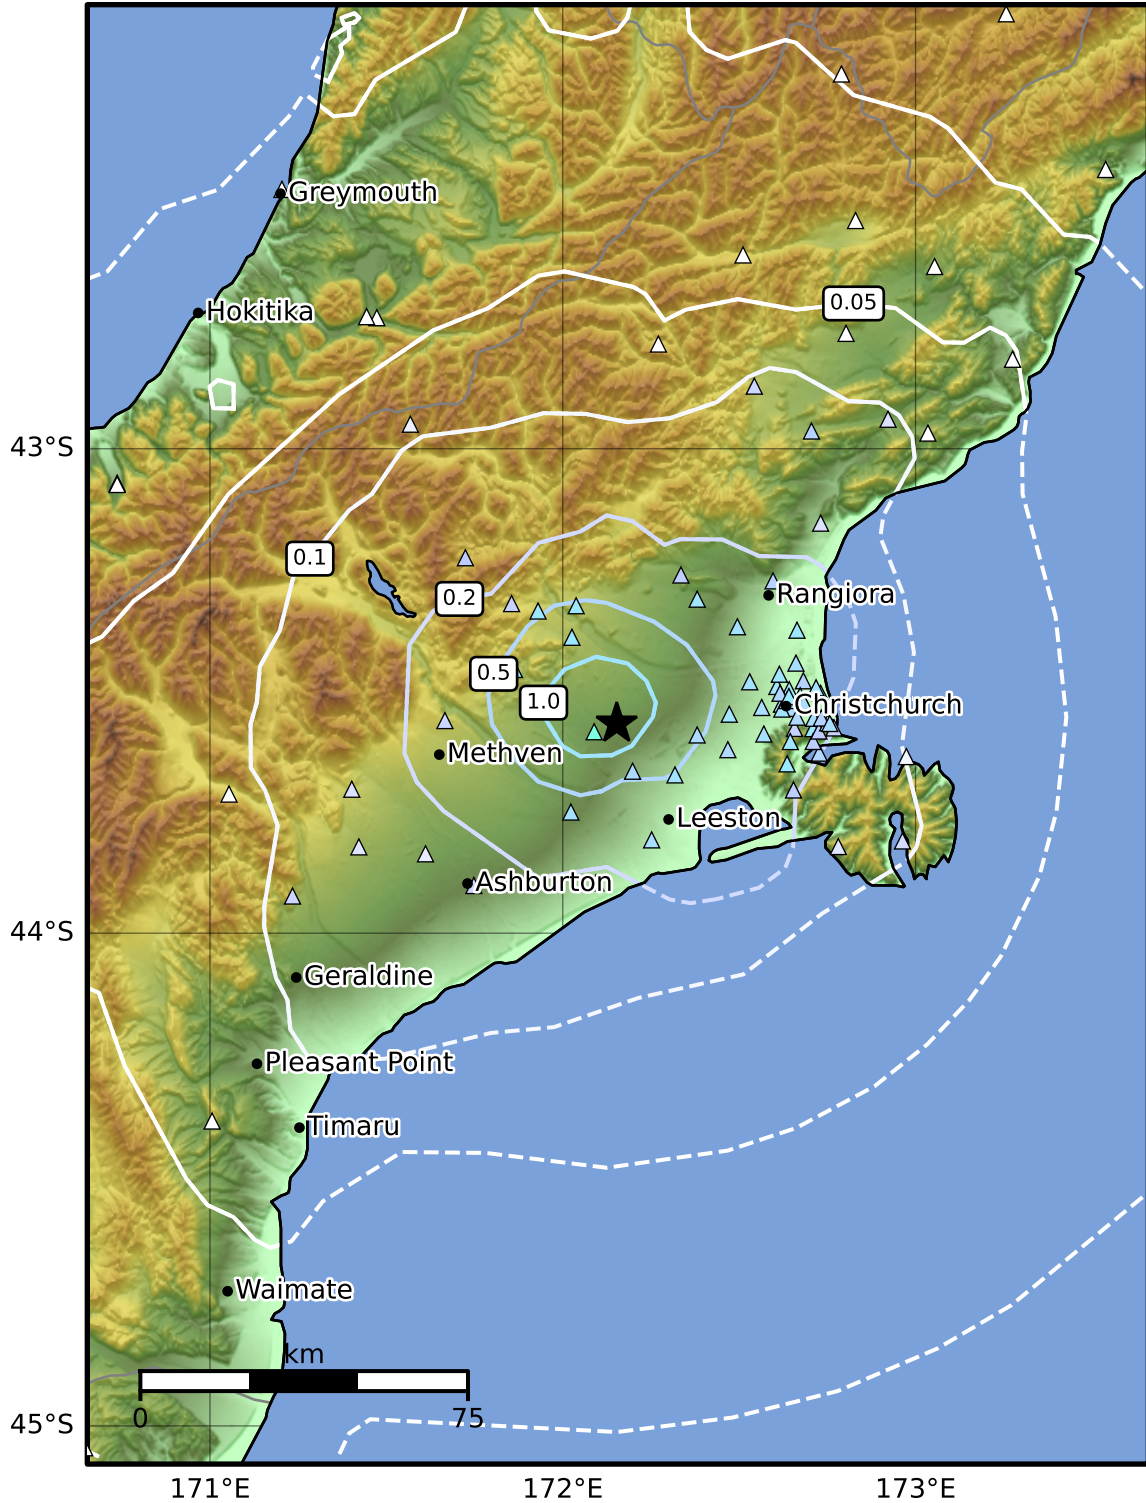 Greymouth
Hokitika
0.05
43°S
0.1
0.2
Rangiora
0.5
1.0
Christchurch
Methven
Leeston
Ashburton
44°S
Geraldine
Pleasant Point
Timaru
Waimate
km
0 75
45°S
171°E 172°E 173°E